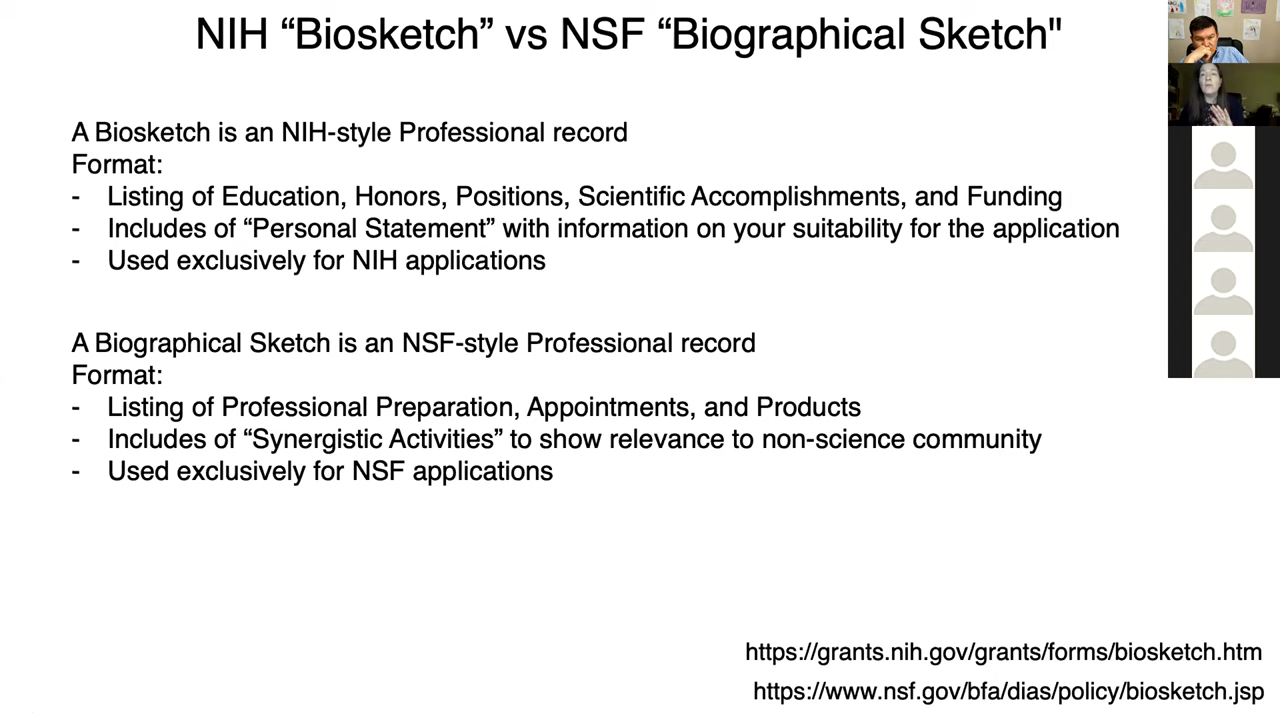 NIH “Biosketch” vs NSF “Biographical Sketch"
A Biosketch is an NIH-style Professional record
Format:
- Listing of Education, Honors, Positions, Scientific Accomplishments, and Funding
- Includes of “Personal Statement” with information on your suitability for the application
- Used exclusively for NIH applications
A Biographical Sketch is an NSF-style Professional record
Format:
- Listing of Professional Preparation, Appointments, and Products
- Includes of “Synergistic Activities” to show relevance to non-science community
- Used exclusively for NSF applications
https://grants.nih.gov/grants/forms/biosketch.htm
https://www.nsf.gov/bfa/dias/policy/biosketch.jsp